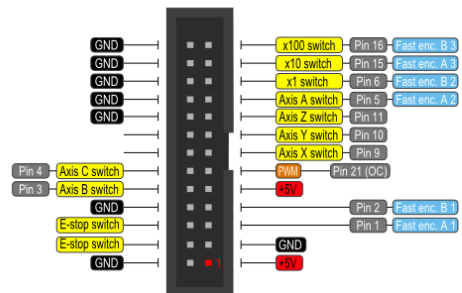 GND x100 switch Pin 16 Fast enc. B 3
GND x10 switch Pin 15 Fast enc. A 3
GND x1 switch Pin 6 Fast enc. B 2
GND Axis A switch Pin 5 Fast enc. A 2
GND Axis Z switch Pin 11
Axis Y switch Pin 10
Axis X switch Pin 9
Pin 4 Axis C switch PWM Pin 21 (OC)
Pin 3 Axis B switch +5V
GND Pin 2 Fast enc. B 1
E-stop switch Pin 1 Fast enc. A 1
E-stop switch GND
GND 1 +5V